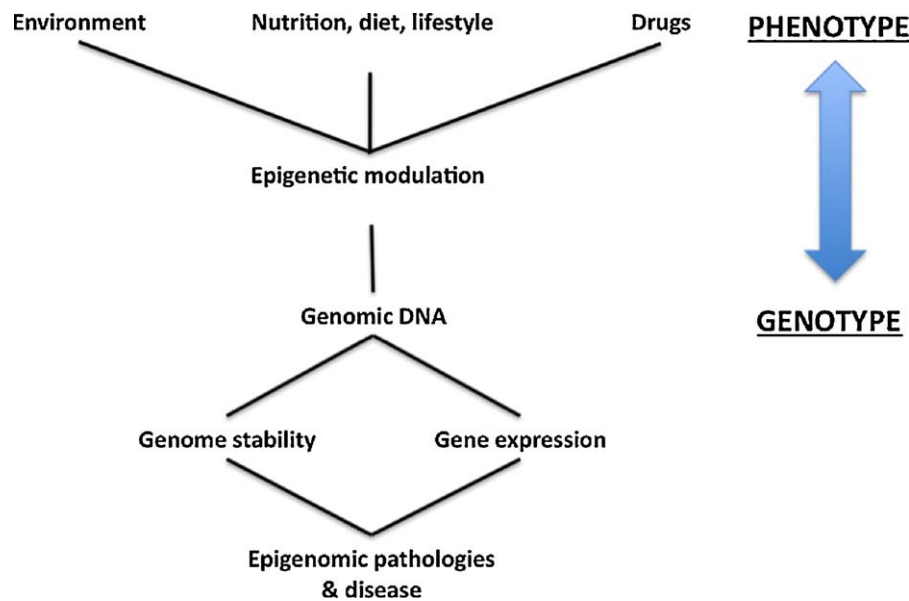 Environment
Nutrition, diet, lifestyle
Drugs
PHENOTYPE
Epigenetic modulation
Genomic DNA
GENOTYPE
Genome stability
Gene expression
Epigenomic pathologies
& disease